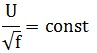 U/√f = const